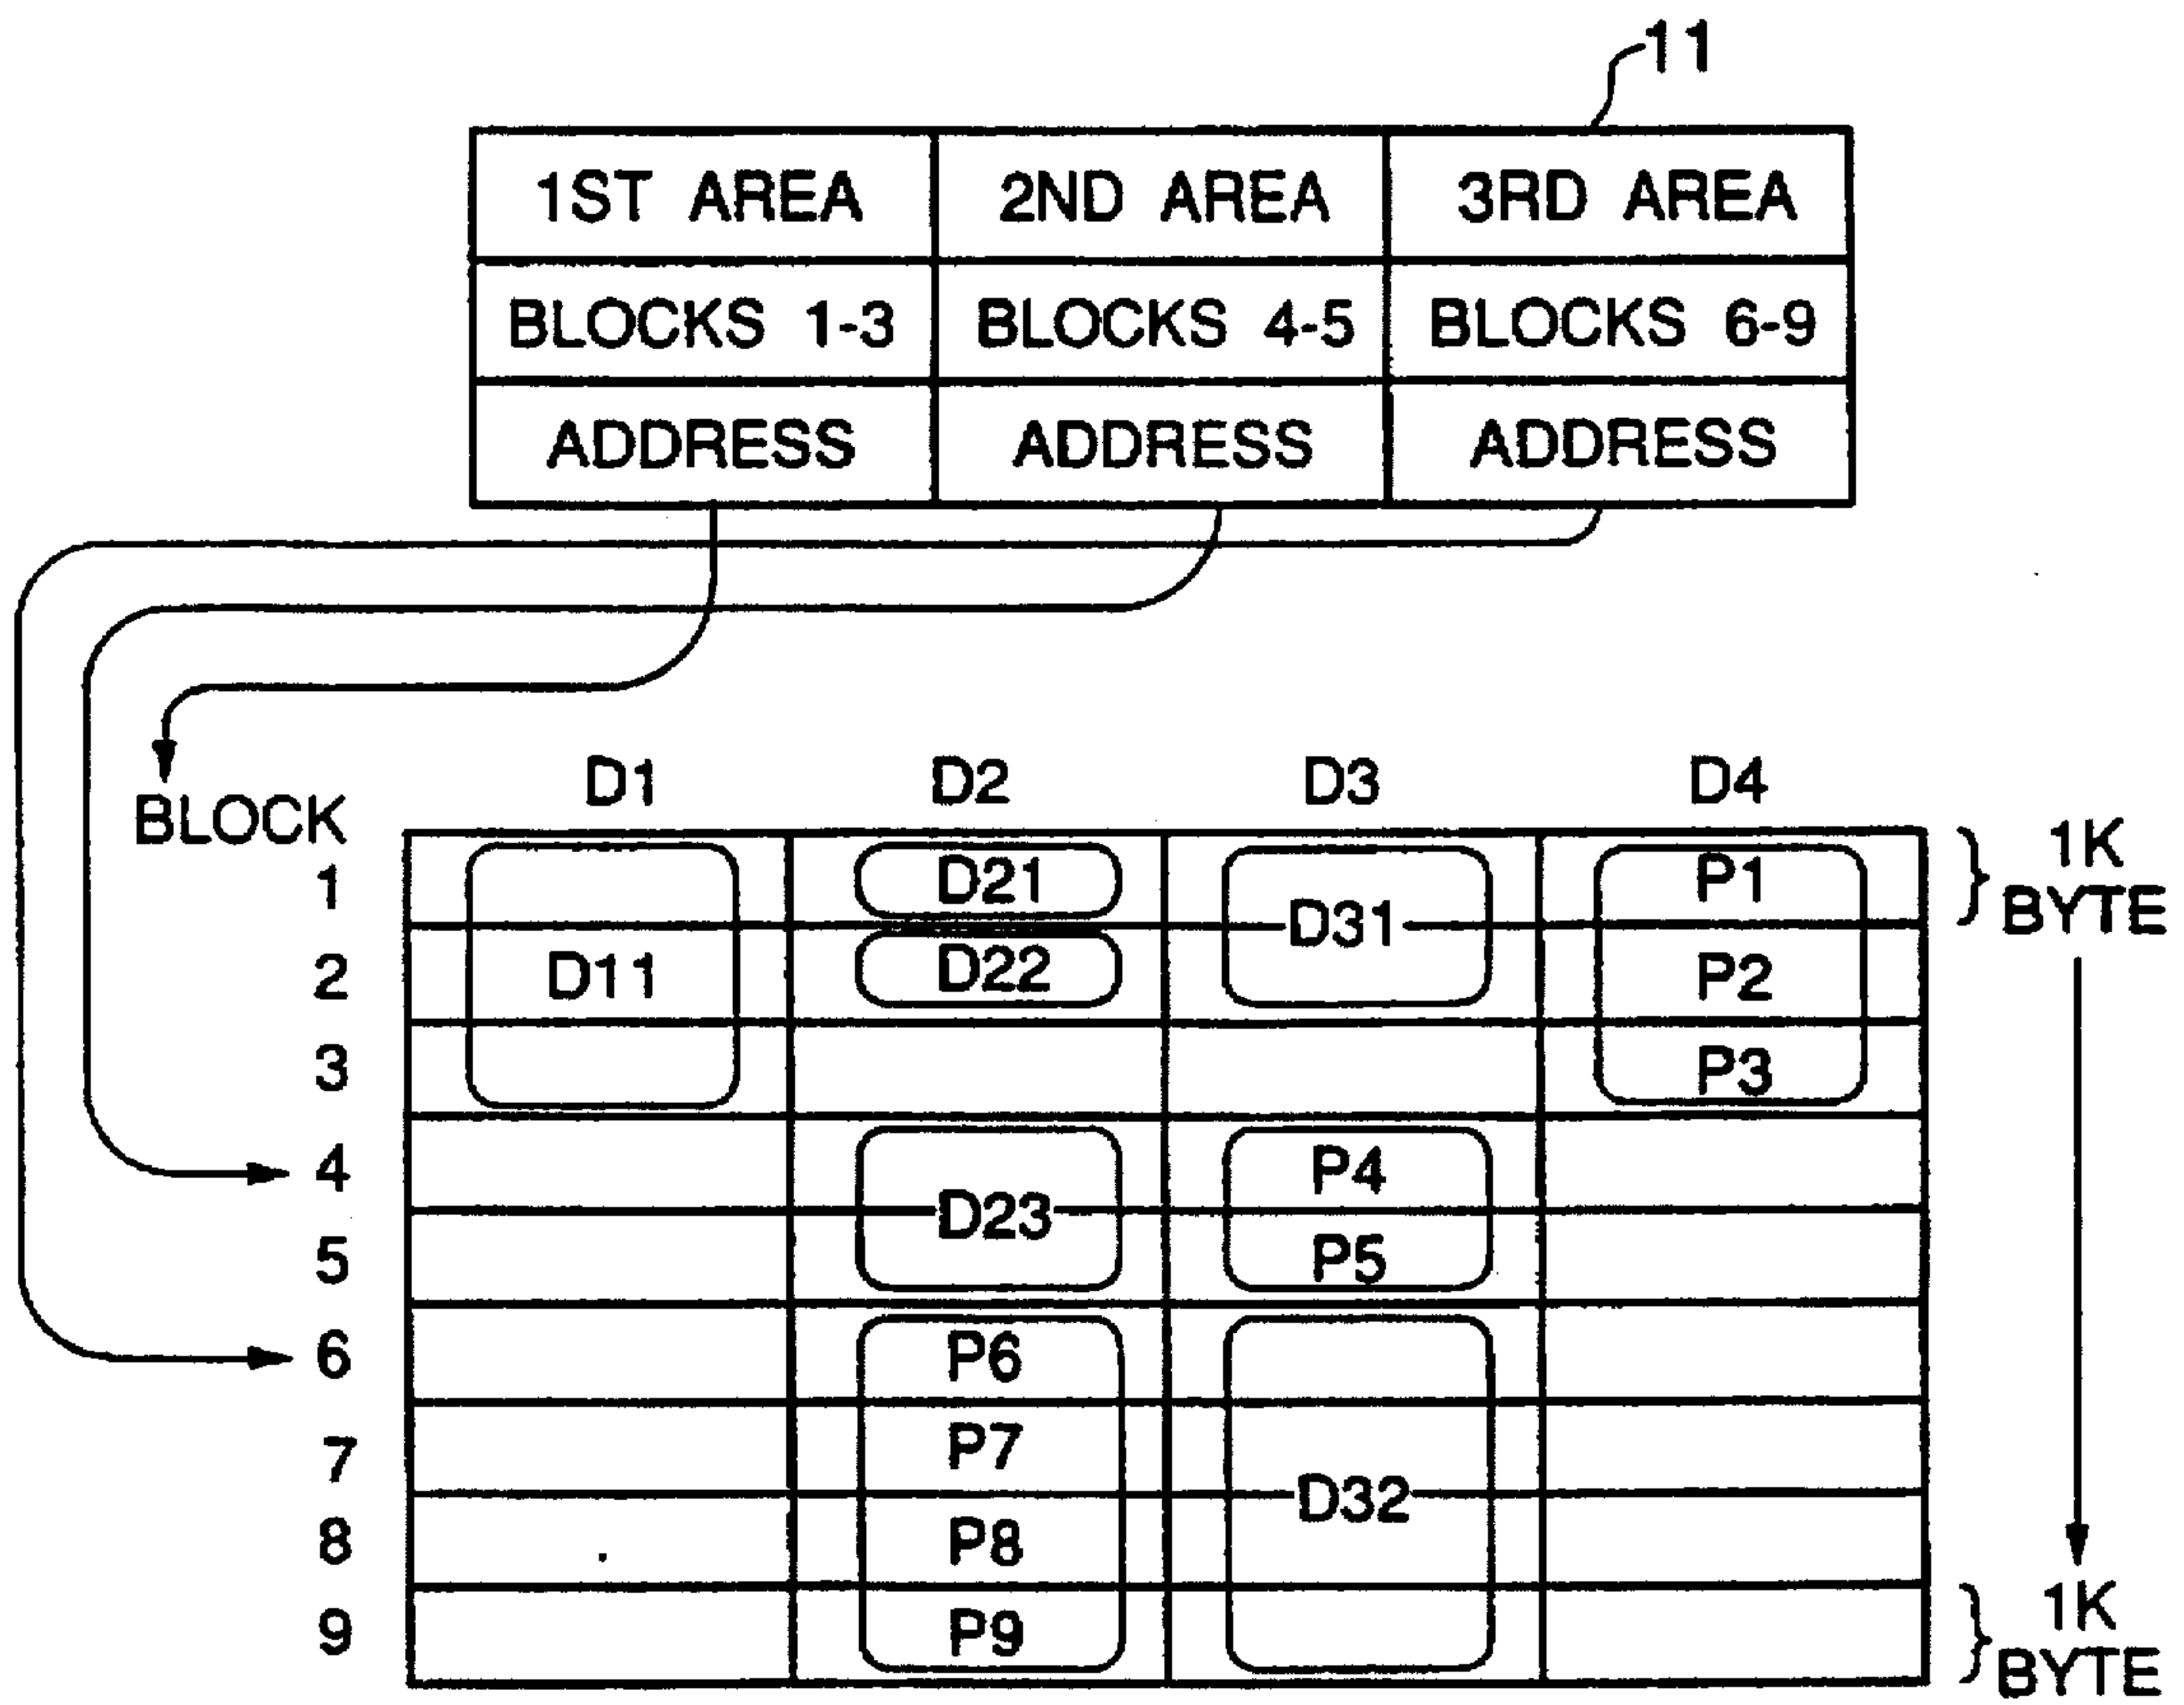 11
1ST AREA 2ND AREA 3RD AREA
BLOCKS 1-3 BLOCKS 4-5 BLOCKS 6-9
ADDRESS ADDRESS ADDRESS
BLOCK D1 D2 D3 D4
1 D21 P1 1K
D31 BYTE
2 D11 D22 P2
3 P3
4 P4
D23
5 P5
6 P6
7 P7
D32
8 P8
9 P9 1K
BYTE